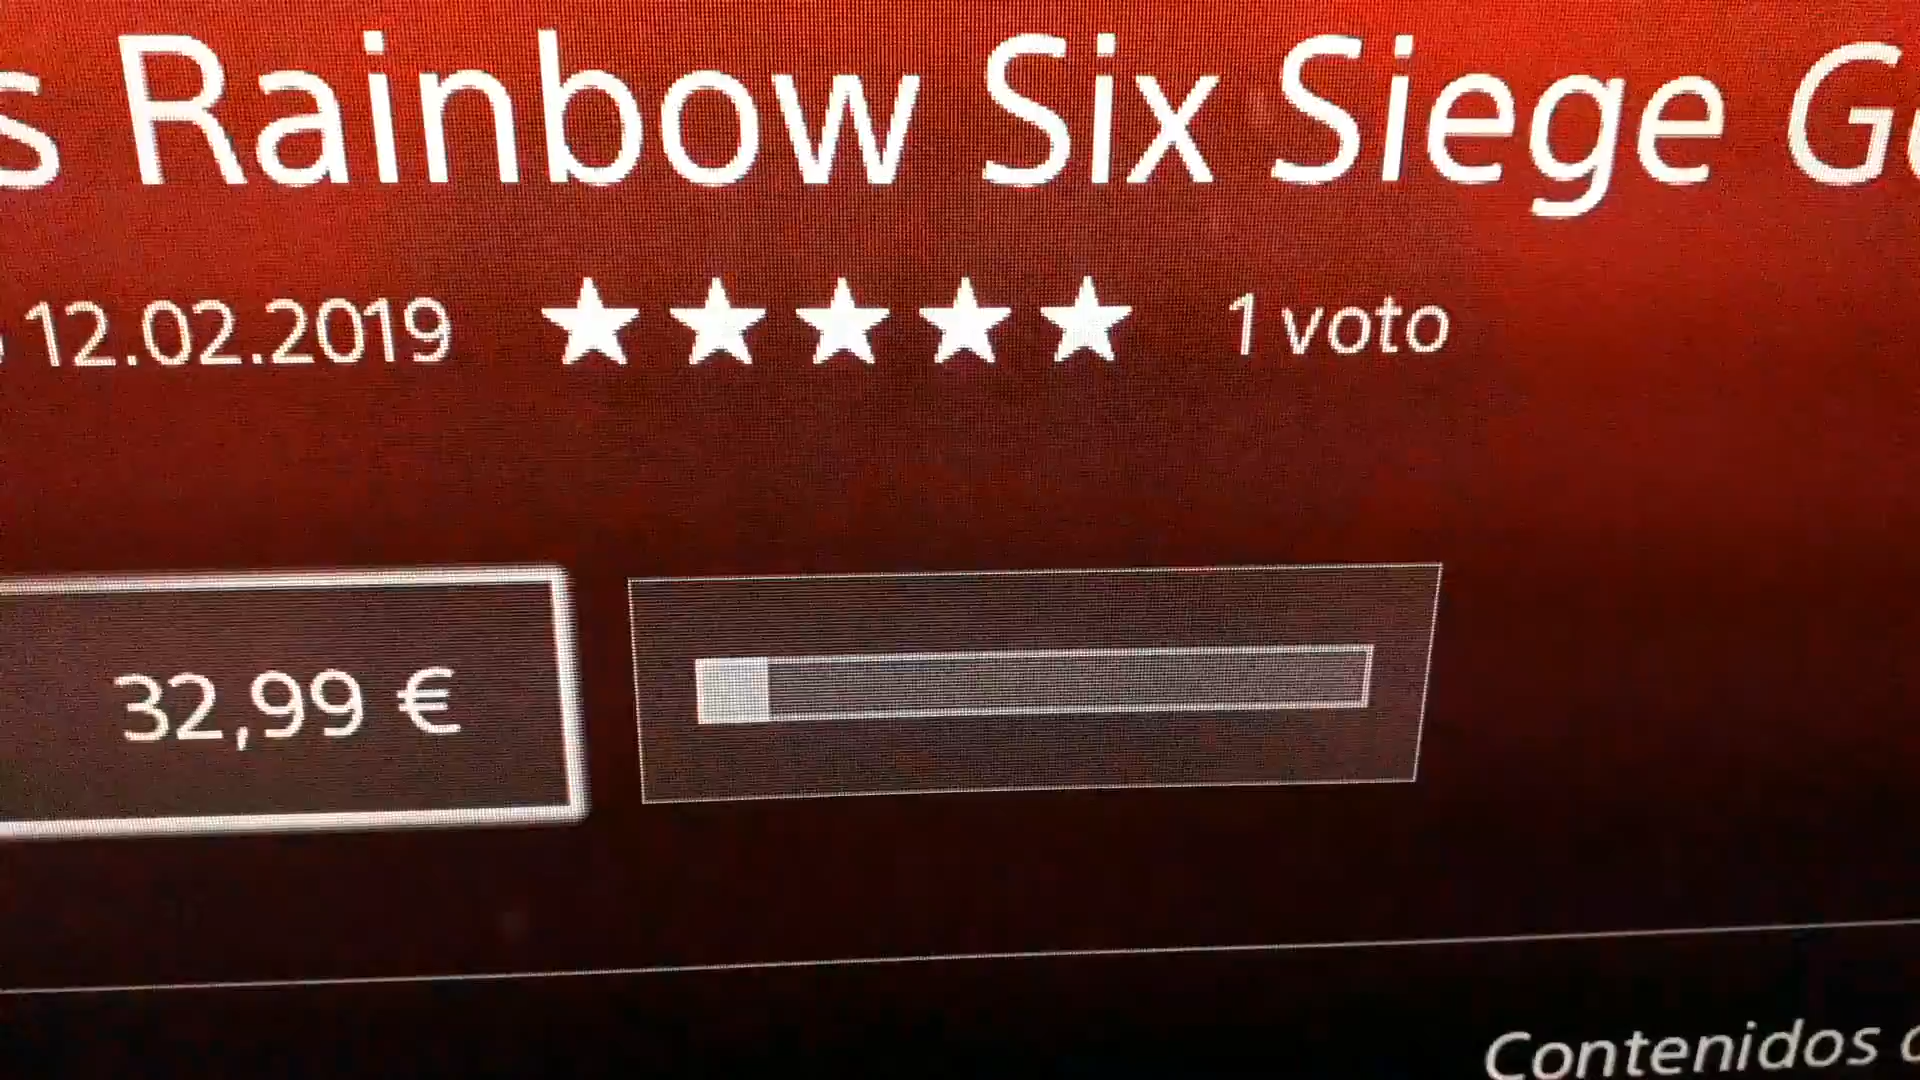 s Rainbow Six Siege G
12.02.2019 ★★★★★ 1 voto
32,99 €
Contenidos